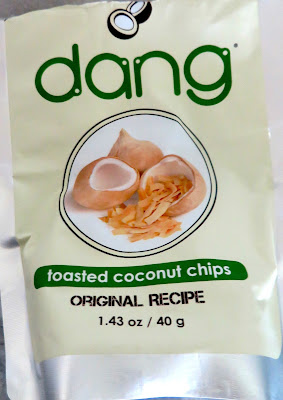 dang
toasted coconut chips
ORIGINAL RECIPE
1.43 oz / 40 g